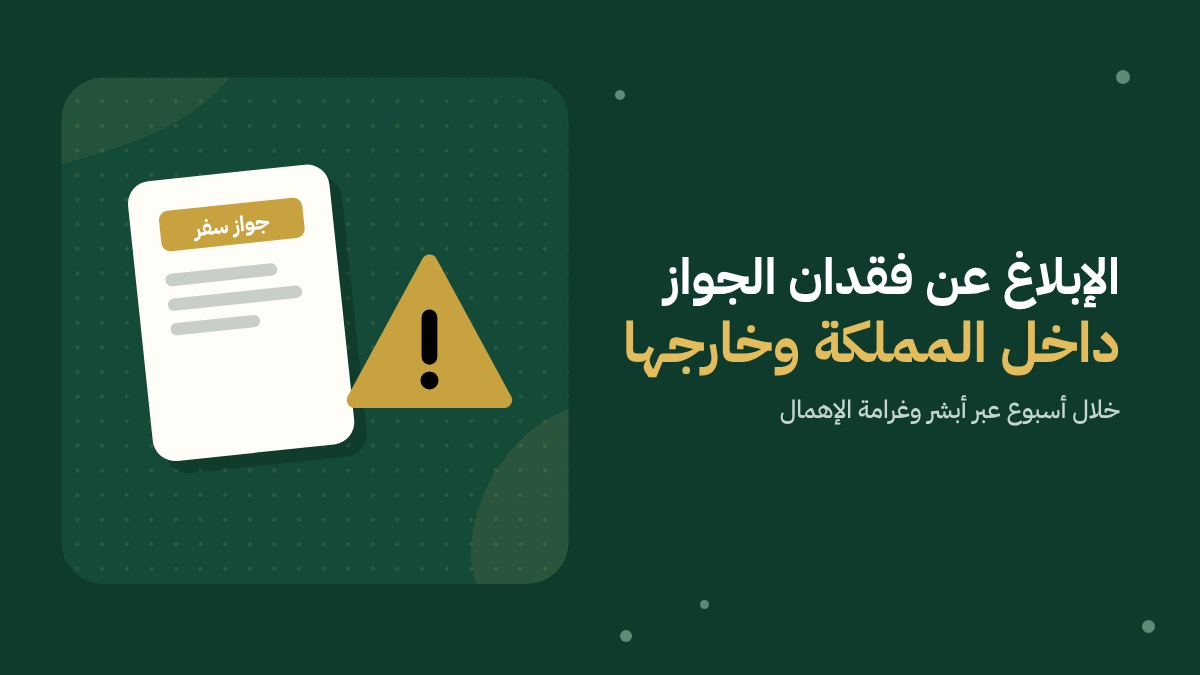 الإبلاغ عن فقدان الجواز
داخل المملكة وخارجها
خلال أسبوع عبر أبشر وغرامة الإهمال
جواز سفر